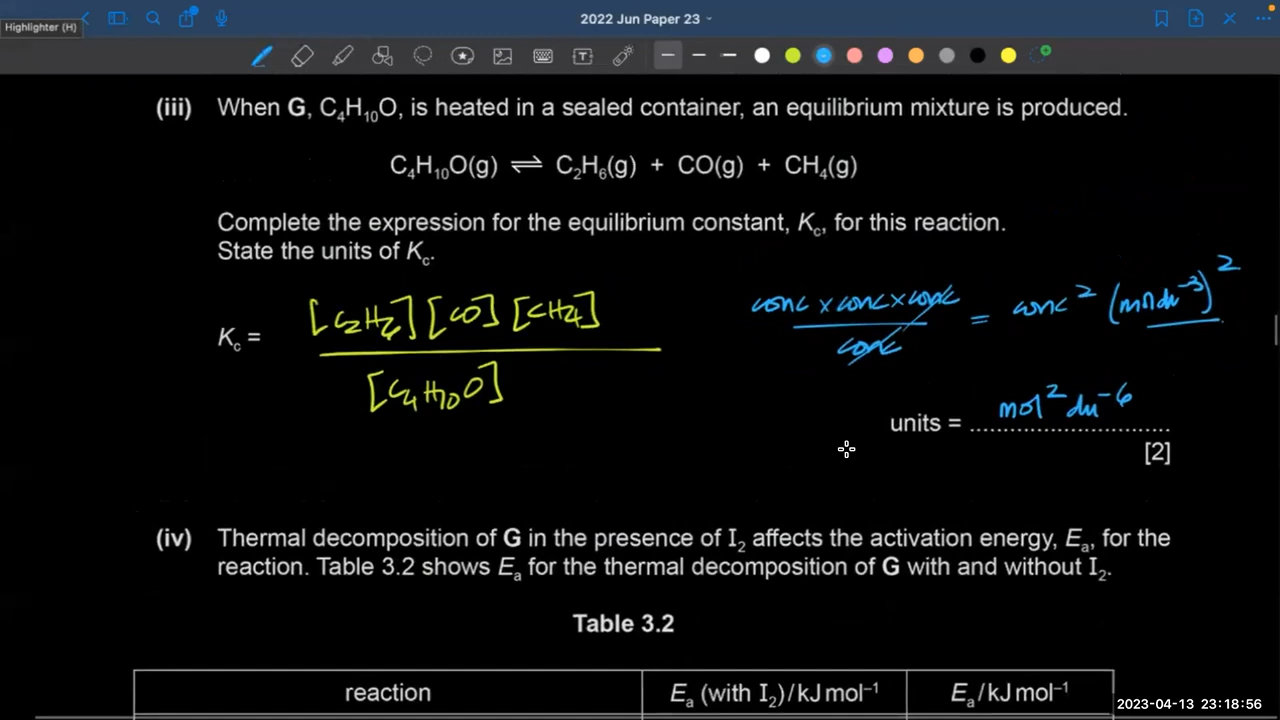 Highlighter (H)
2022 Jun Paper 23
(iii) When G, C₄H₁₀O, is heated in a sealed container, an equilibrium mixture is produced.
C₄H₁₀O(g) ⇌ C₂H₆(g) + CO(g) + CH₄(g)
Complete the expression for the equilibrium constant, Kc, for this reaction.
State the units of Kc.
Kc = [C₂H₆][CO][CH₄] / [C₄H₁₀O]
conc × conc × conc / conc = conc² (mol dm⁻³)²
units = mol² dm⁻⁶
[2]
(iv) Thermal decomposition of G in the presence of I₂ affects the activation energy, Eₐ, for the
reaction. Table 3.2 shows Eₐ for the thermal decomposition of G with and without I₂.
Table 3.2
reaction Eₐ (with I₂) / kJ mol⁻¹ Eₐ / kJ mol⁻¹
2023-04-13 23:18:56